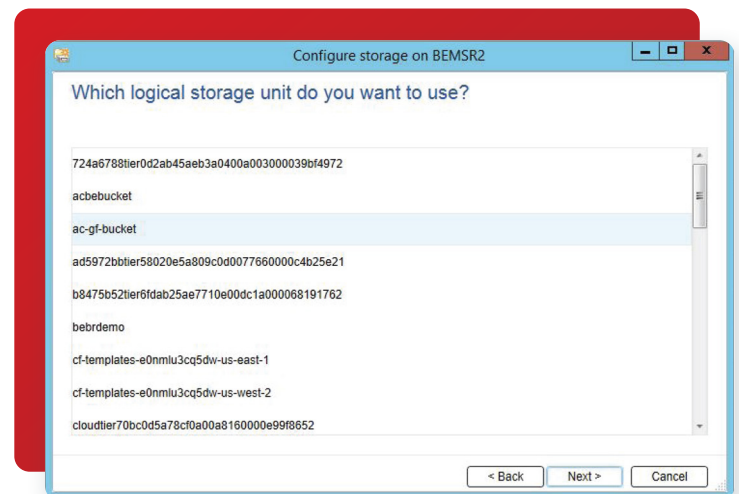 Configure storage on BEMSR2
Which logical storage unit do you want to use?
724a6788tier0d2ab45aeb3a0400a003000039bf4972
acbebucket
ac-gf-bucket
ad5972bbtier58020e5a809c0d0077660000c4b25e21
b8475b52tier6fdab25ae7710e00dc1a000068191762
bebrdemo
cf-templates-e0nmlu3cq5dw-us-east-1
cf-templates-e0nmlu3cq5dw-us-west-2
cloudtier70bc0d5a78cf0a00a8160000e99f8652
< Back Next > Cancel